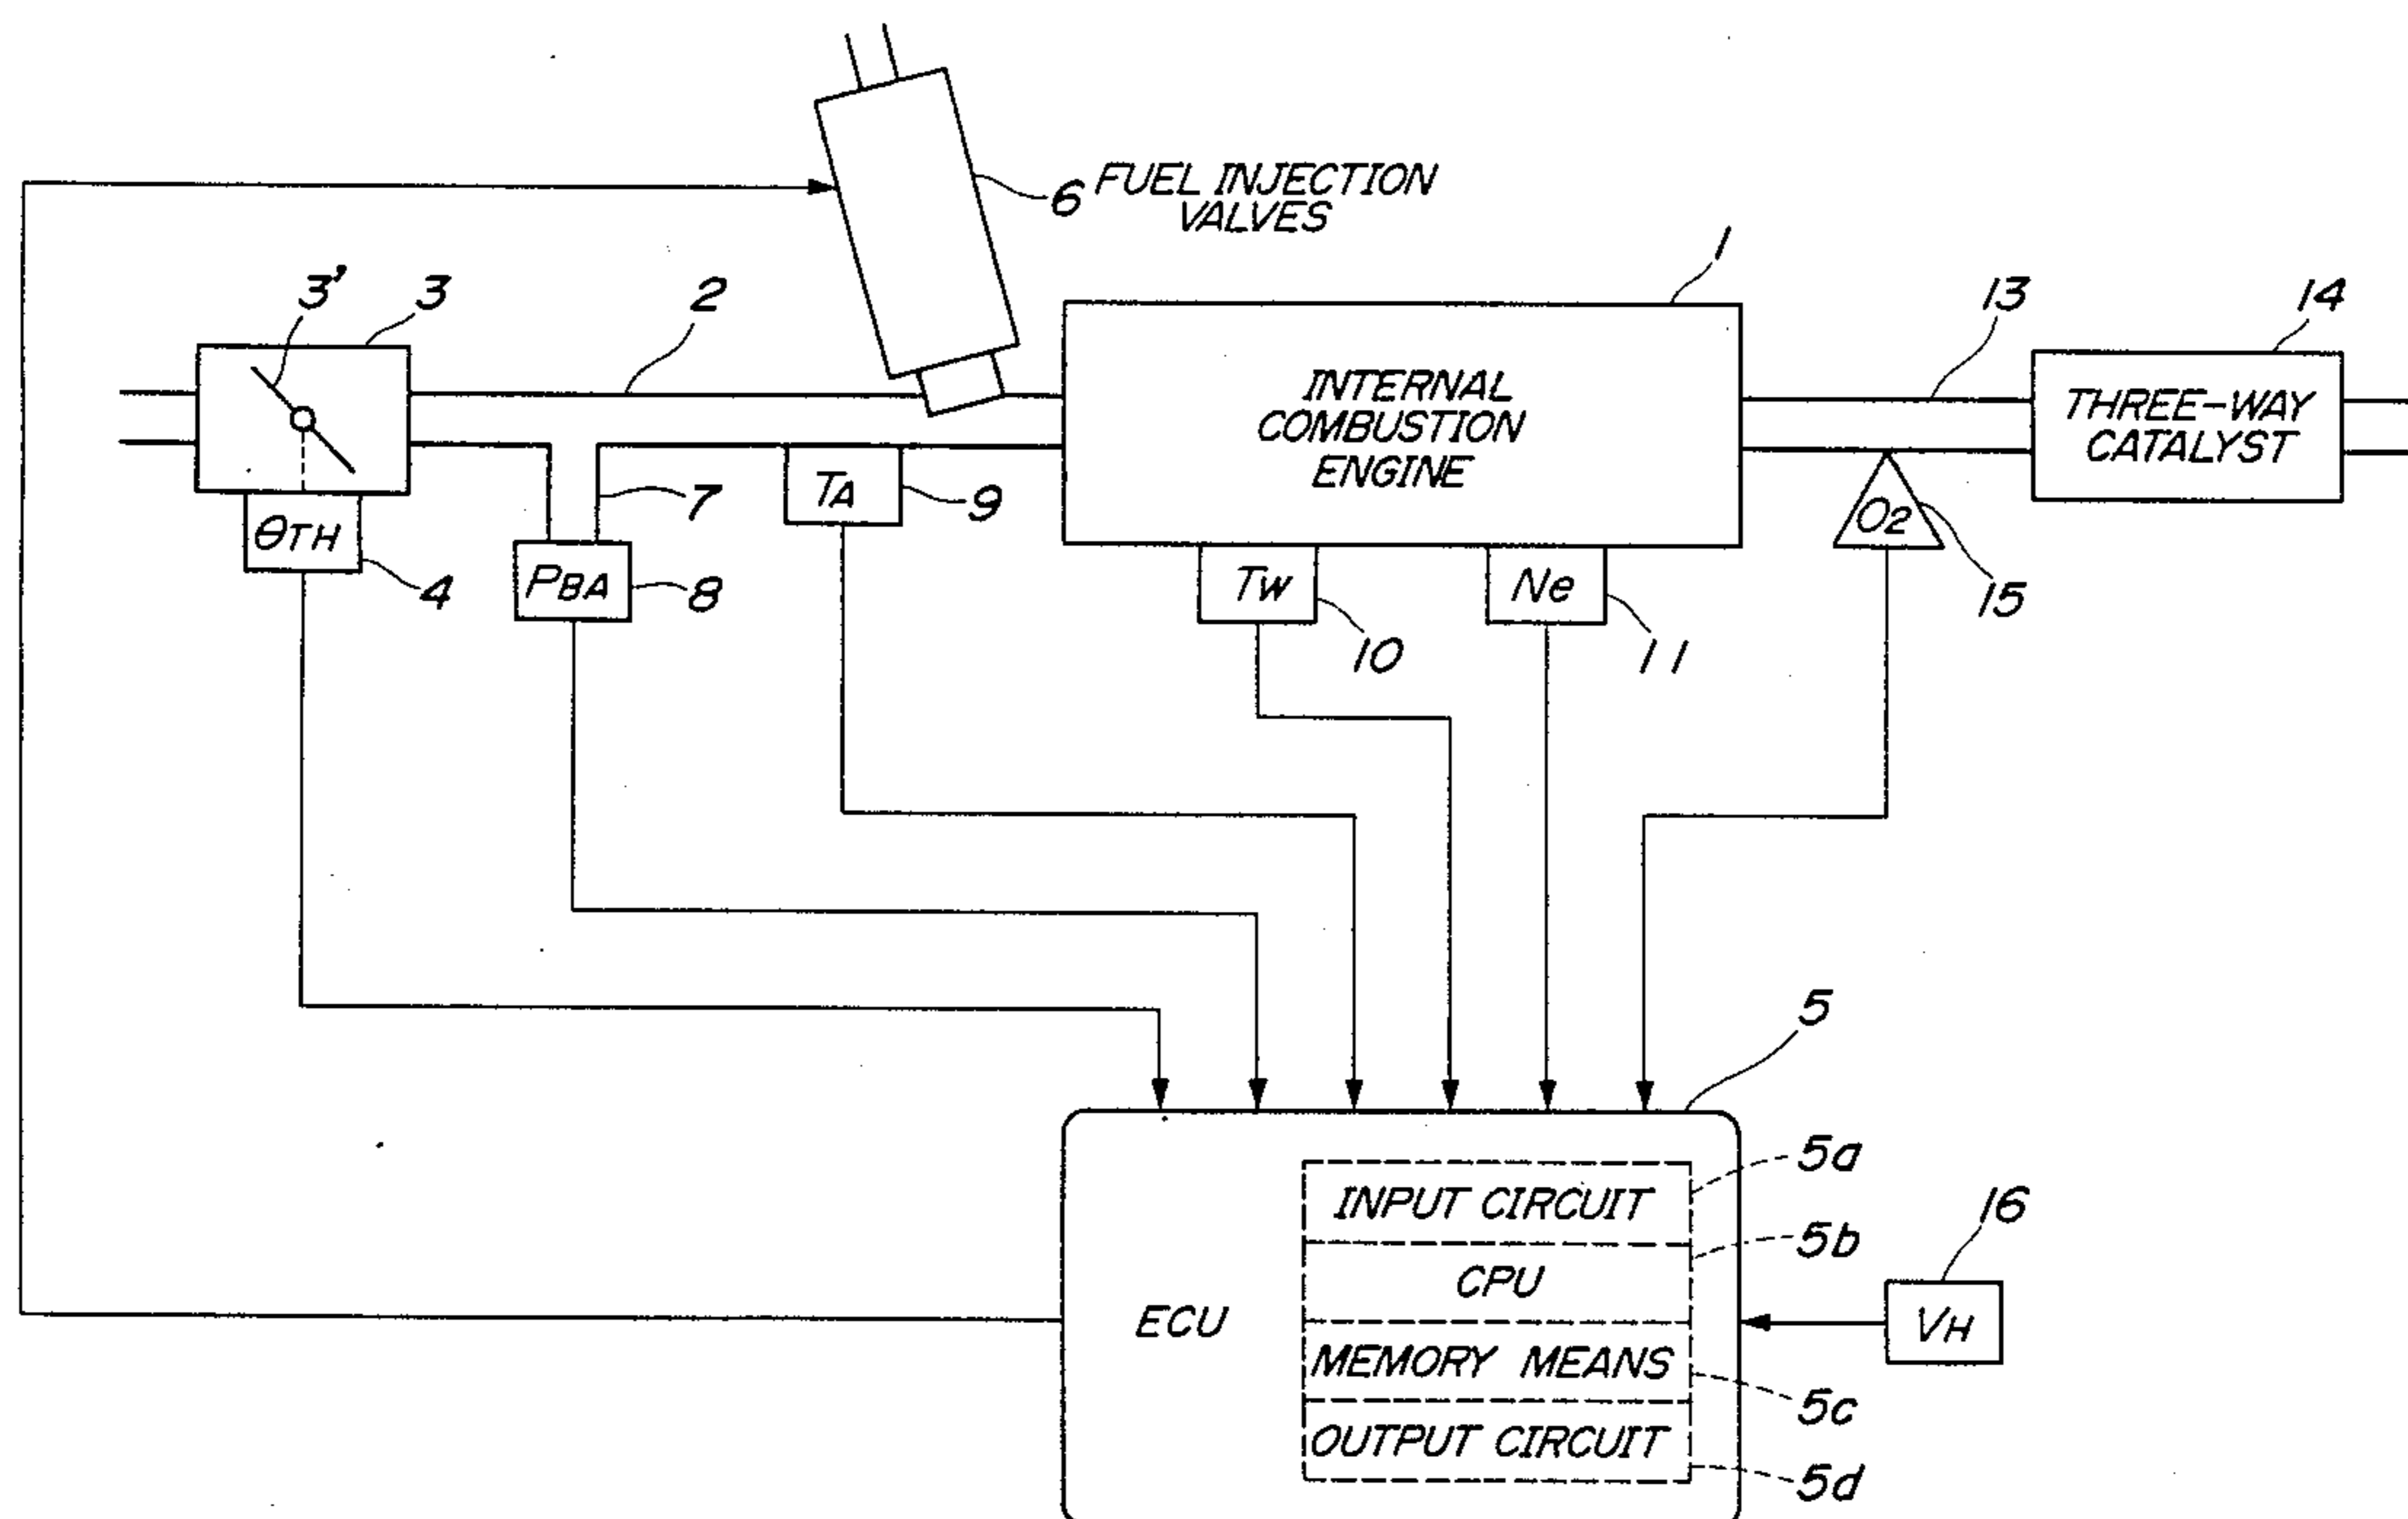 6 FUEL INJECTION
VALVES
1
3' 3 2 13 14
INTERNAL
COMBUSTION
ENGINE
THREE-WAY
CATALYST
θTH 4
7
PBA 8
TA 9
TW 10
Ne 11
O2 15
5
ECU
INPUT CIRCUIT 5a
CPU 5b
MEMORY MEANS 5c
OUTPUT CIRCUIT 5d
16
VH